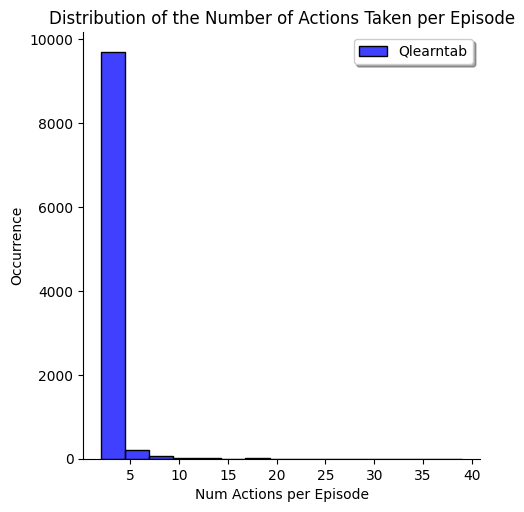 Distribution of the Number of Actions Taken per Episode
Qlearntab
Occurrence
10000
8000
6000
4000
2000
0
5 10 15 20 25 30 35 40
Num Actions per Episode